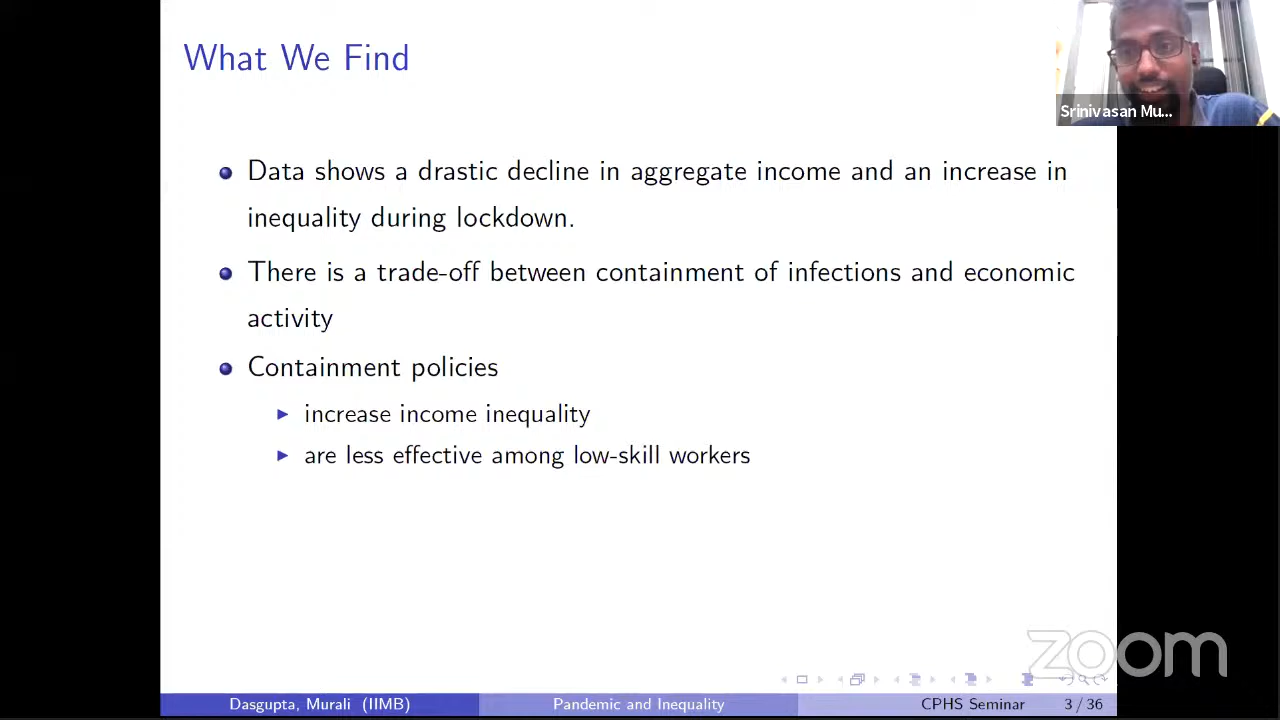 What We Find
Srinivasan Mu...
Data shows a drastic decline in aggregate income and an increase in
inequality during lockdown.
There is a trade-off between containment of infections and economic
activity
Containment policies
increase income inequality
are less effective among low-skill workers
zoom
Dasgupta, Murali (IIMB) Pandemic and Inequality CPHS Seminar 3 / 36